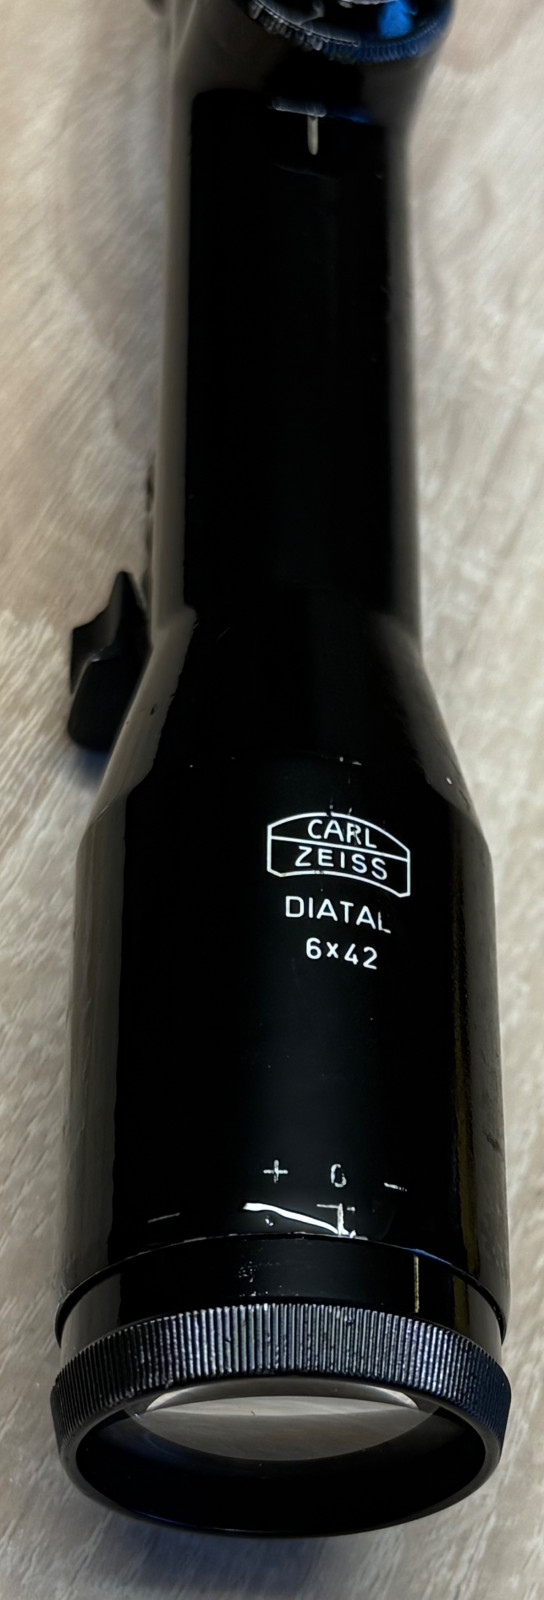 CARL
ZEISS
DIATAL
6x42
+ 0 -